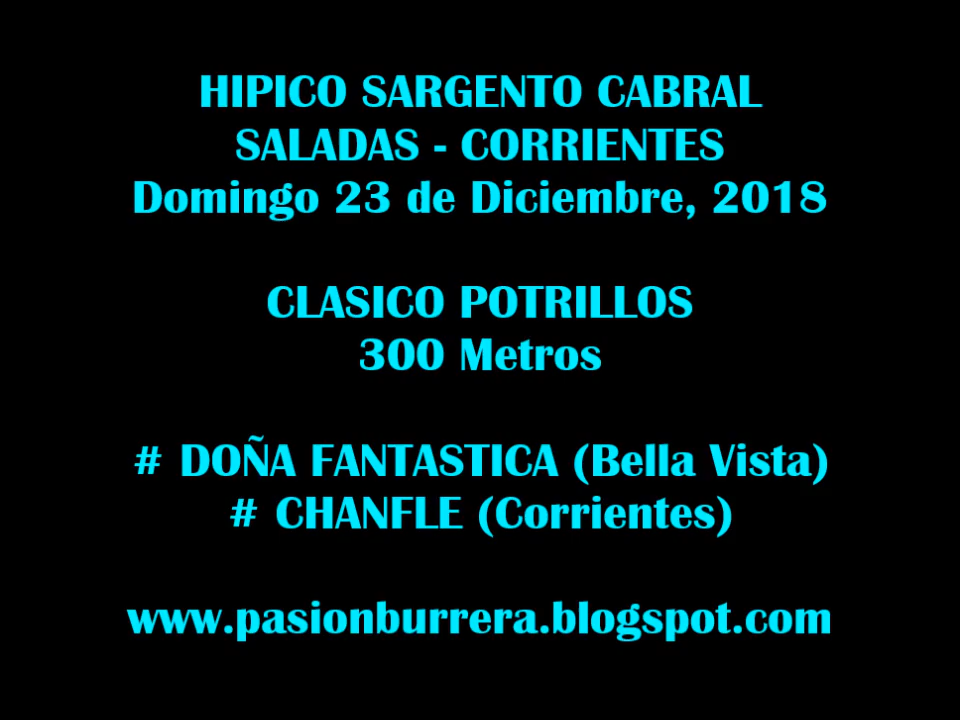 HIPICO SARGENTO CABRAL
SALADAS - CORRIENTES
Domingo 23 de Diciembre, 2018
CLASICO POTRILLOS
300 Metros
# DOÑA FANTASTICA (Bella Vista)
# CHANFLE (Corrientes)
www.pasionburrera.blogspot.com